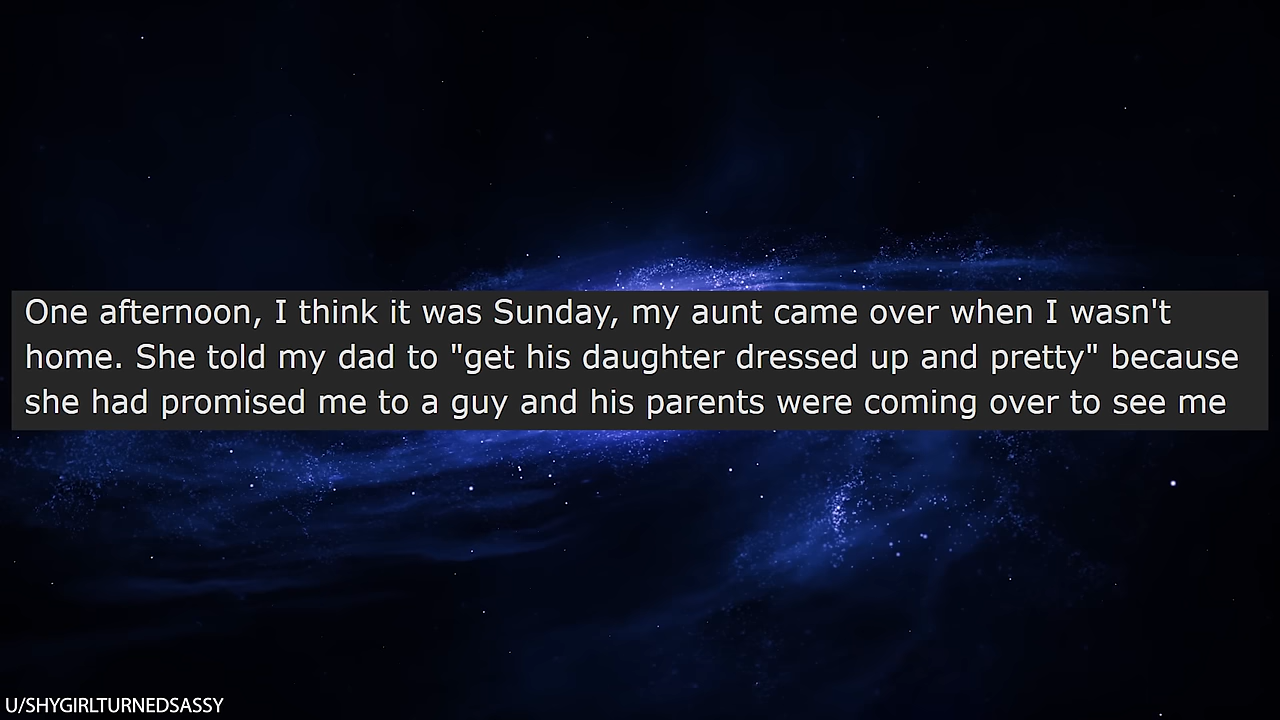 One afternoon, I think it was Sunday, my aunt came over when I wasn't
home. She told my dad to "get his daughter dressed up and pretty" because
she had promised me to a guy and his parents were coming over to see me
U/SHYGIRLTURNEDSASSY